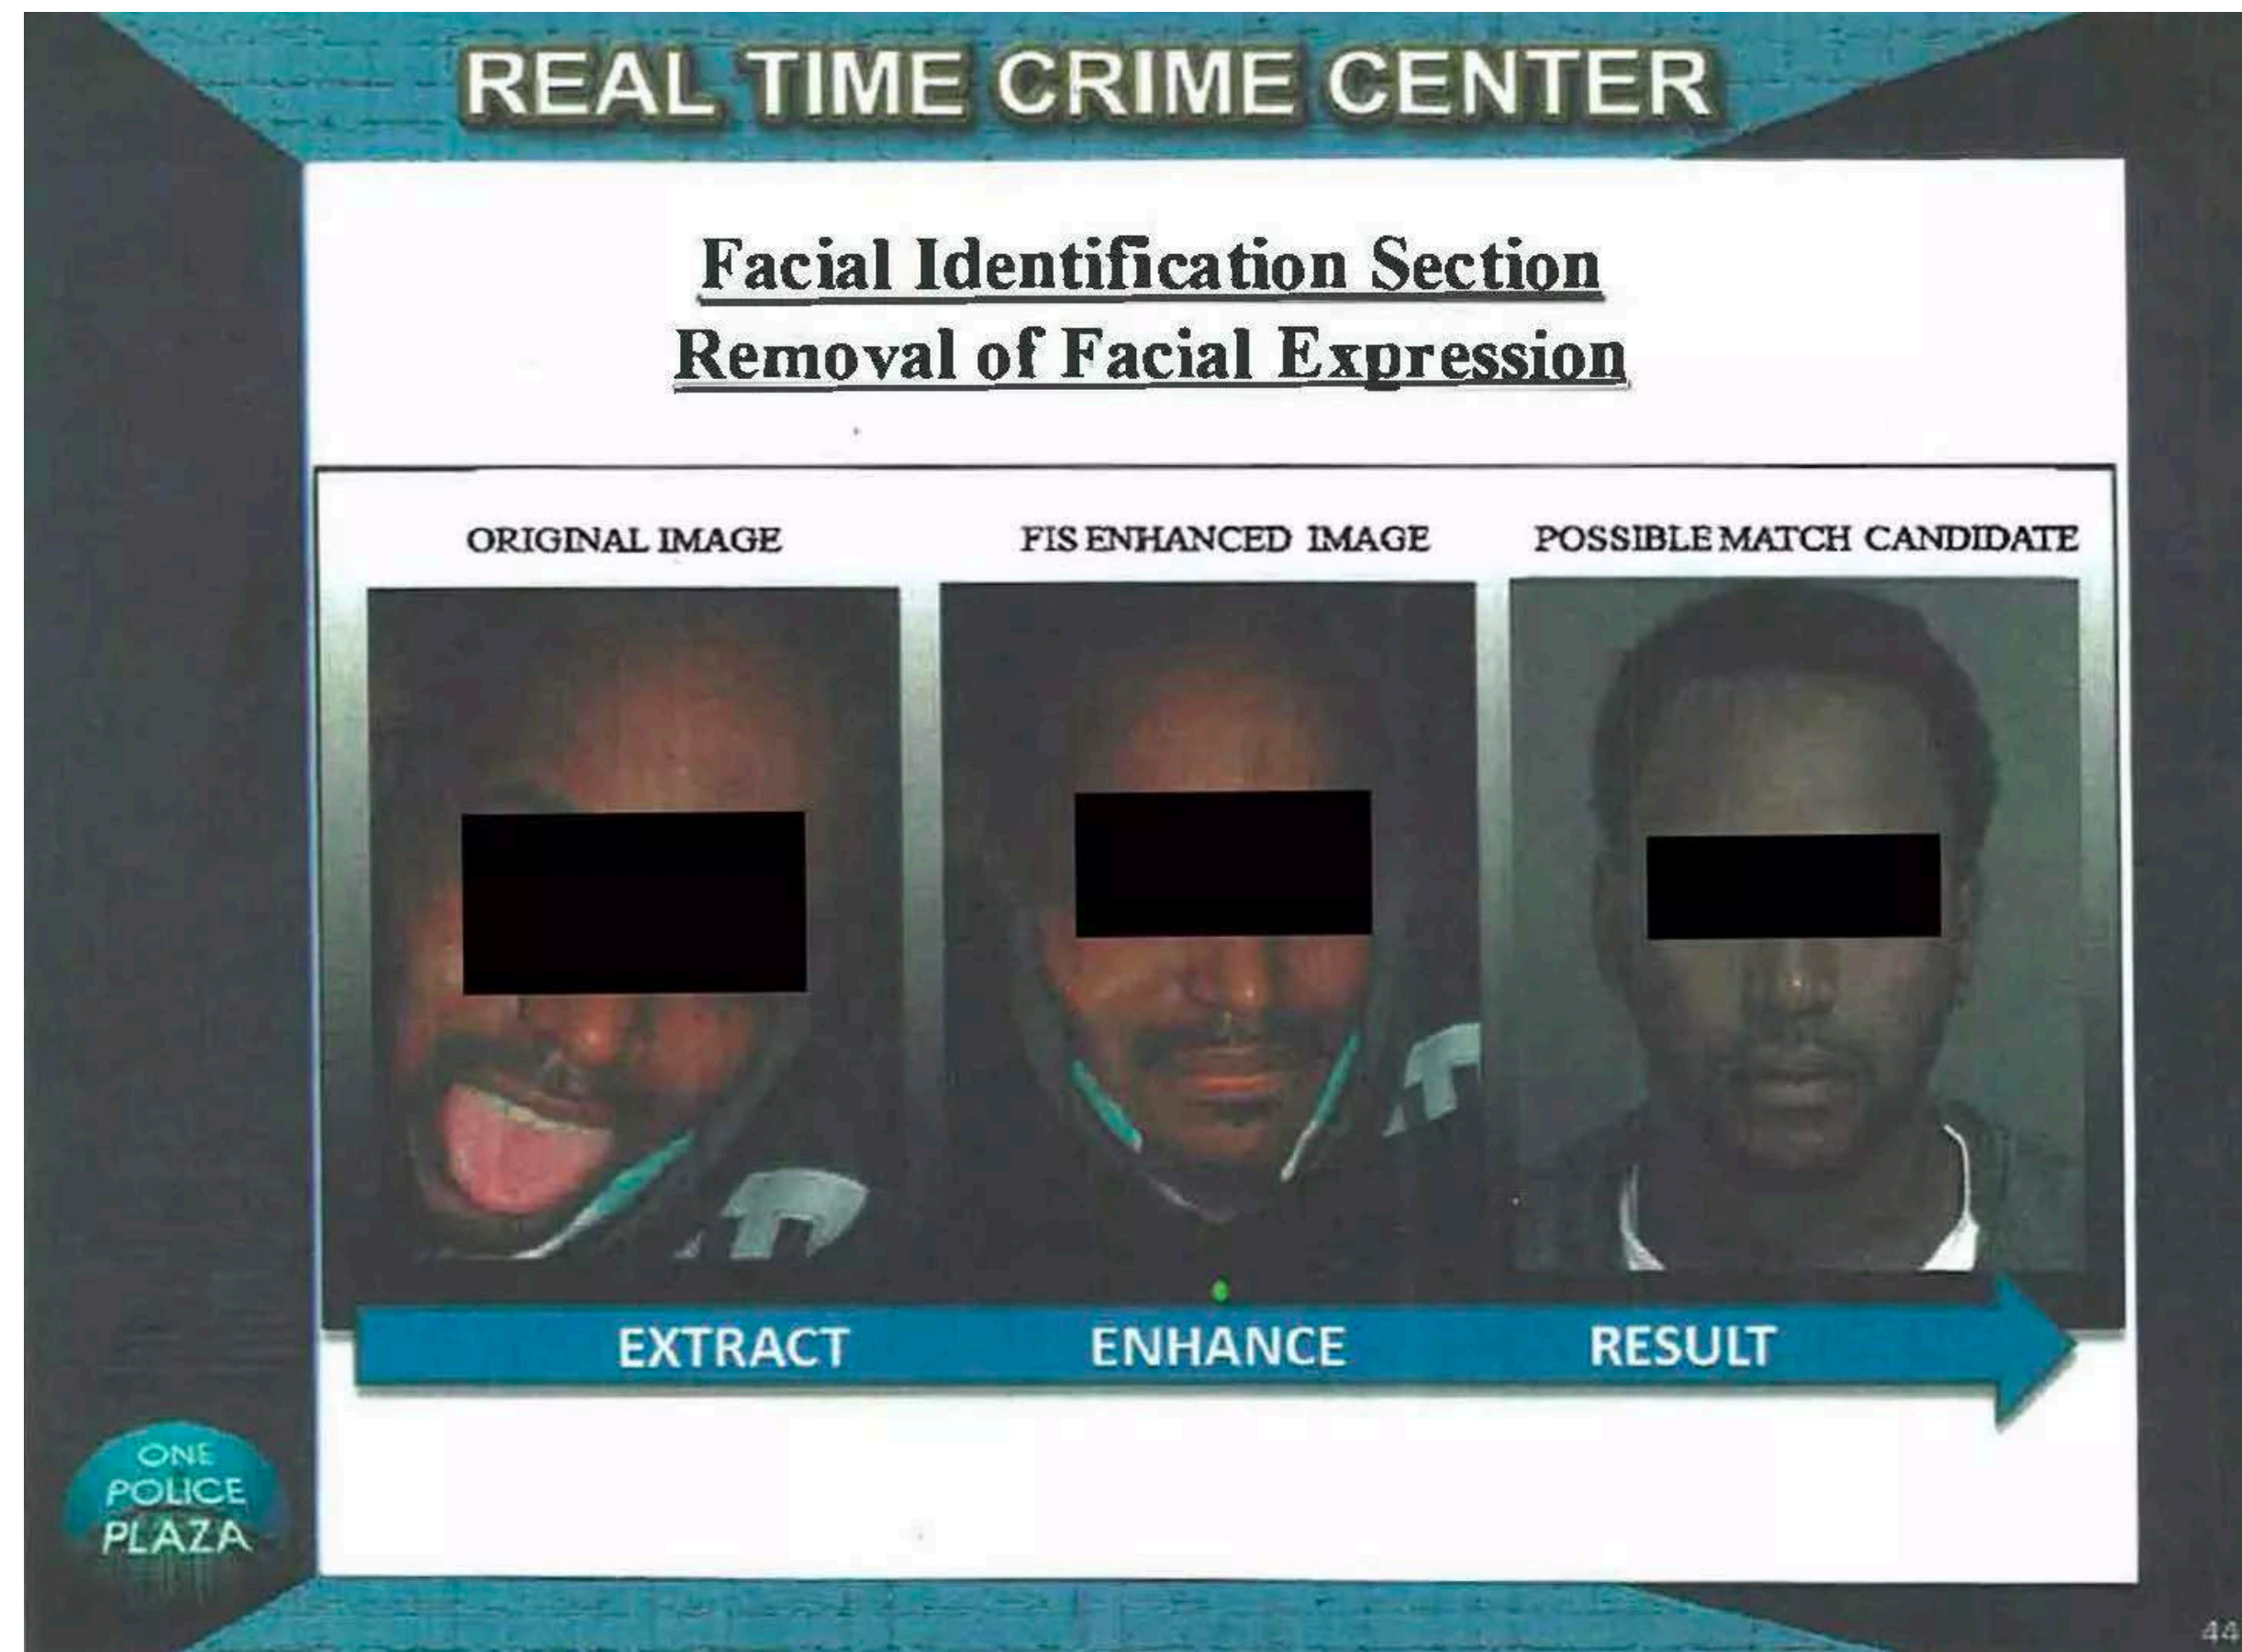 REAL TIME CRIME CENTER
Facial Identification Section
Removal of Facial Expression
ORIGINAL IMAGE
FIS ENHANCED IMAGE
POSSIBLE MATCH CANDIDATE
EXTRACT
ENHANCE
RESULT
ONE
POLICE
PLAZA
44